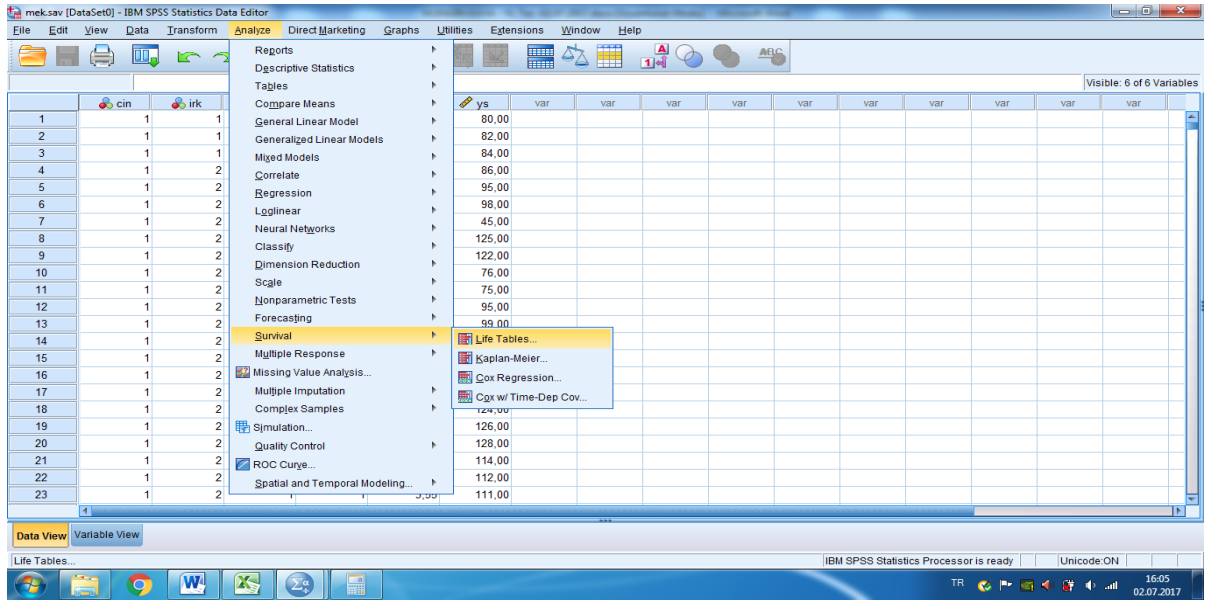 mek.sav [DataSet0] - IBM SPSS Statistics Data Editor
File Edit View Data Transform Analyze Direct Marketing Graphs Utilities Extensions Window Help
Visible: 6 of 6 Variables
cin irk ys var var var var var var var var var var
1 1 1 80,00
2 1 1 82,00
3 1 1 84,00
4 1 2 86,00
5 1 2 95,00
6 1 2 98,00
7 1 2 45,00
8 1 2 125,00
9 1 2 122,00
10 1 2 76,00
11 1 2 75,00
12 1 2 95,00
13 1 2 99,00
14 1 2
15 1 2
16 1 2
17 1 2
18 1 2 124,00
19 1 2 126,00
20 1 2 128,00
21 1 2 114,00
22 1 2 112,00
23 1 2 1 1 111,00
Reports
Descriptive Statistics
Tables
Compare Means
General Linear Model
Generalized Linear Models
Mixed Models
Correlate
Regression
Loglinear
Neural Networks
Classify
Dimension Reduction
Scale
Nonparametric Tests
Forecasting
Survival
Multiple Response
Missing Value Analysis...
Multiple Imputation
Complex Samples
Simulation...
Quality Control
ROC Curve...
Spatial and Temporal Modeling...
Life Tables...
Kaplan-Meier...
Cox Regression...
Cox w/ Time-Dep Cov...
Data View Variable View
Life Tables... IBM SPSS Statistics Processor is ready Unicode:ON
TR 16:05
02.07.2017